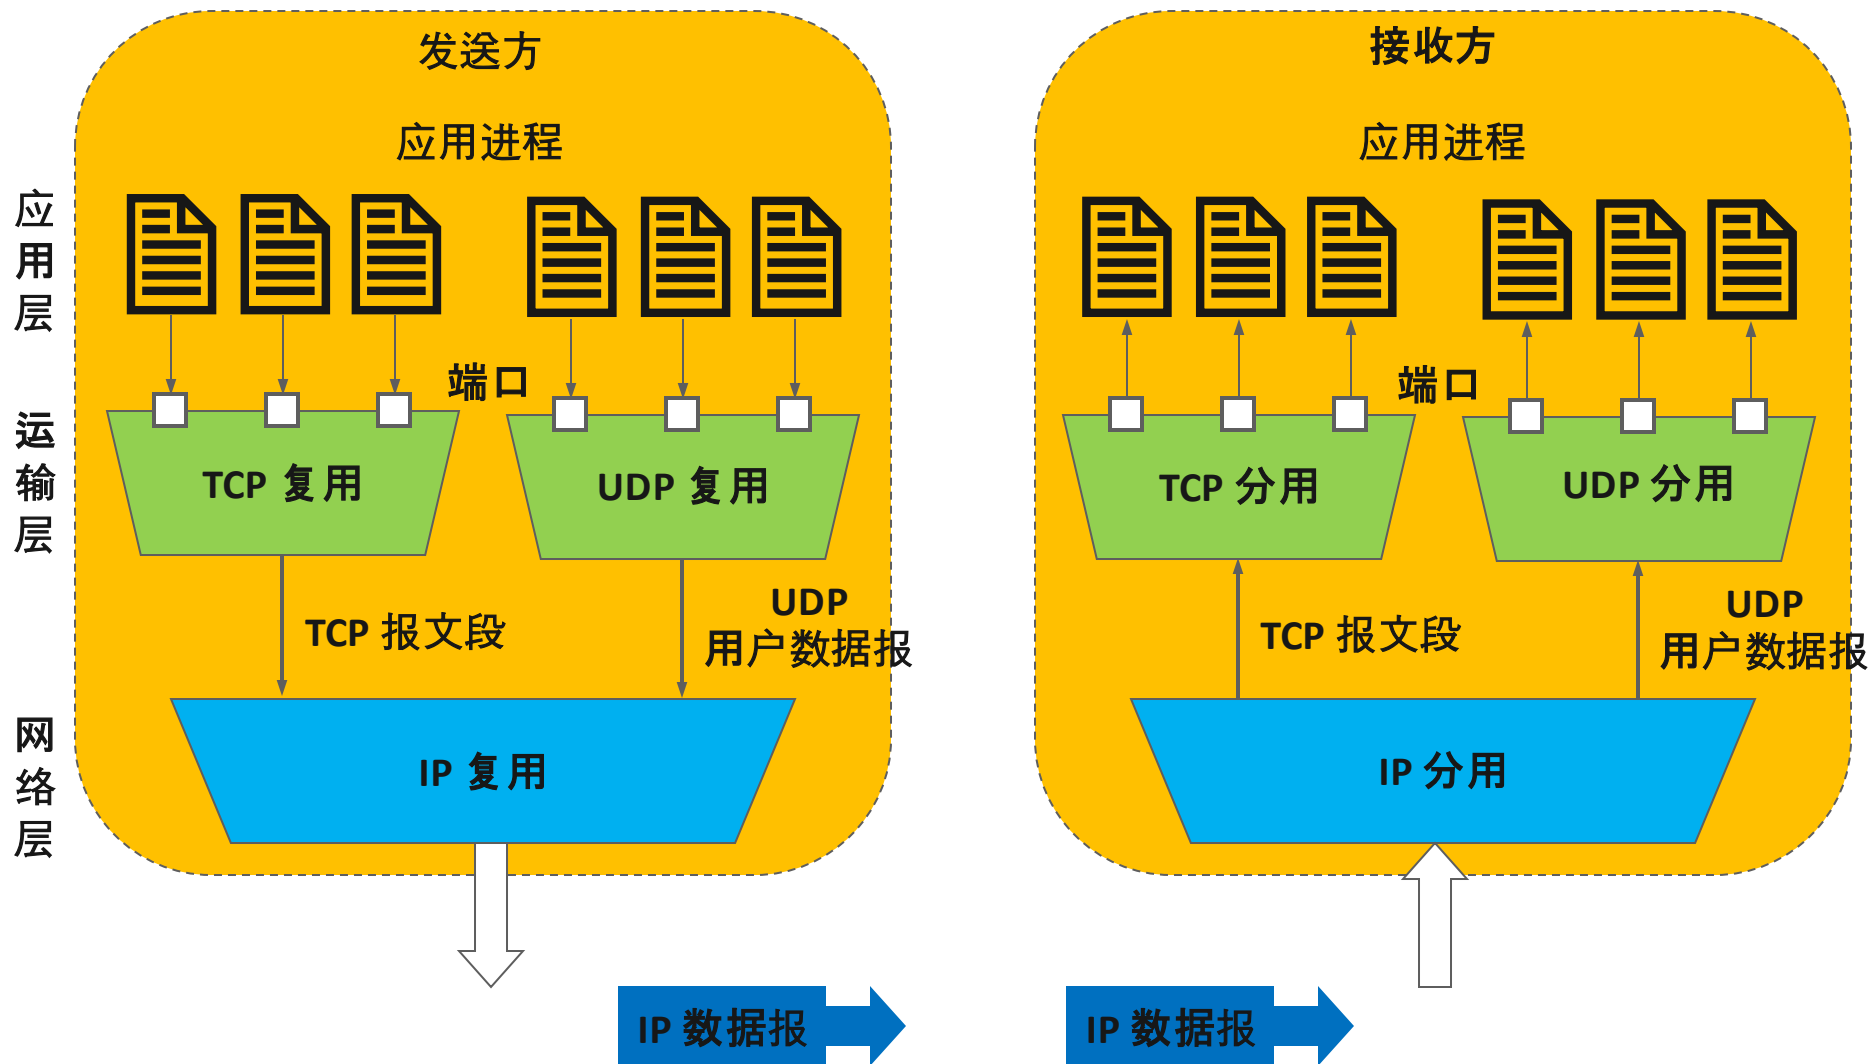 发送方
接收方
应用进程
应用进程
应用层
端口
端口
运输层
TCP 复用
UDP 复用
TCP 分用
UDP 分用
TCP 报文段
UDP
用户数据报
TCP 报文段
UDP
用户数据报
网络层
IP 复用
IP 分用
IP 数据报
IP 数据报